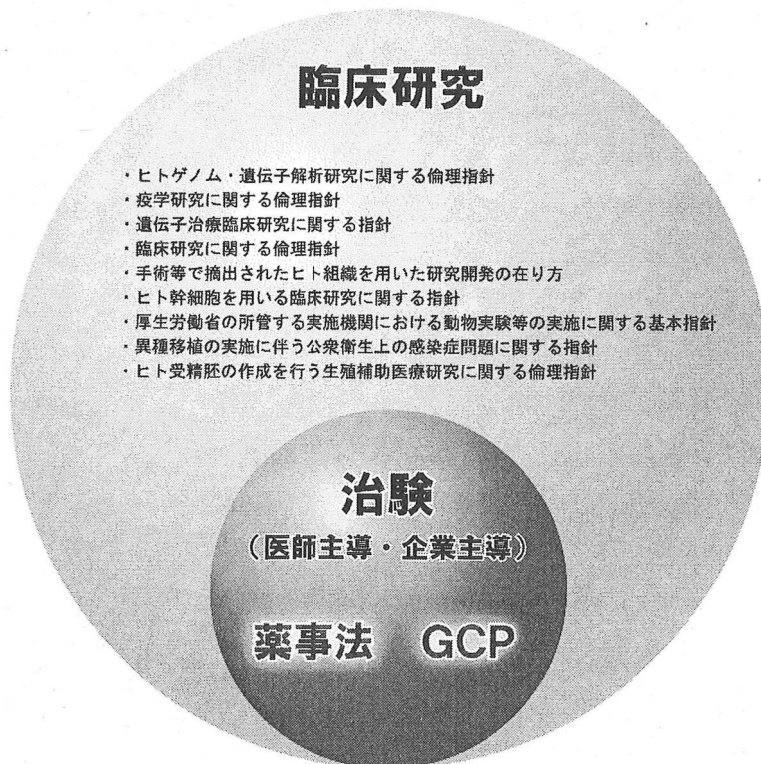 臨床研究
・ヒトゲノム・遺伝子解析研究に関する倫理指針
・疫学研究に関する倫理指針
・遺伝子治療臨床研究に関する指針
・臨床研究に関する倫理指針
・手術等で摘出されたヒト組織を用いた研究開発の在り方
・ヒト幹細胞を用いる臨床研究に関する指針
・厚生労働省の所管する実施機関における動物実験等の実施に関する基本指針
・異種移植の実施に伴う公衆衛生上の感染症問題に関する指針
・ヒト受精胚の作成を行う生殖補助医療研究に関する倫理指針
治験
（医師主導・企業主導）
薬事法 GCP